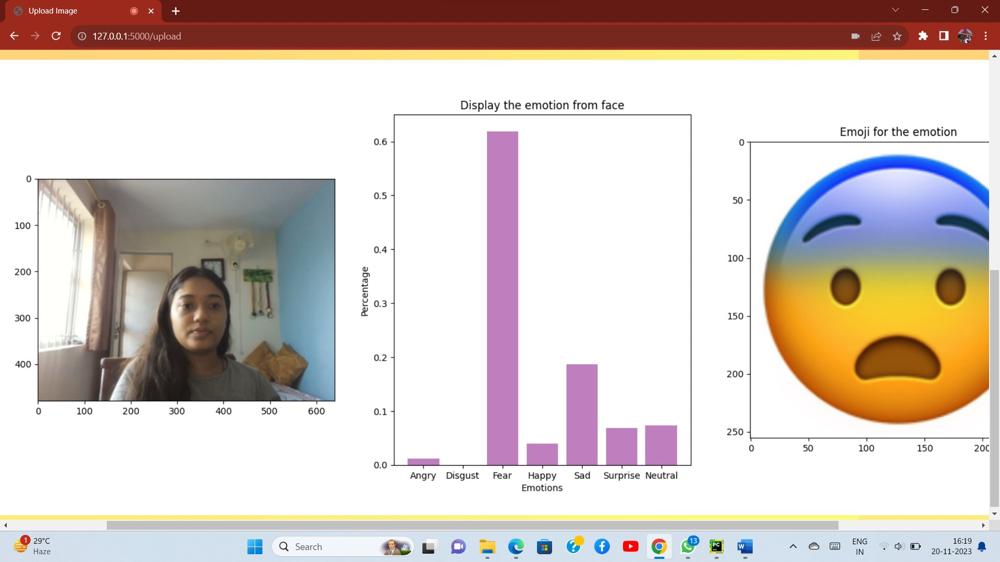 Upload Image
127.0.0.1:5000/upload
Display the emotion from face
Emoji for the emotion
0
100
200
300
400
0 100 200 300 400 500 600
Percentage
0.6
0.5
0.4
0.3
0.2
0.1
0.0
Angry Disgust Fear Happy Sad Surprise Neutral
Emotions
0
50
100
150
200
250
0 50 100 150 200
1
29°C
Haze
Search
13
PC
W
ENG
IN
16:19
20-11-2023